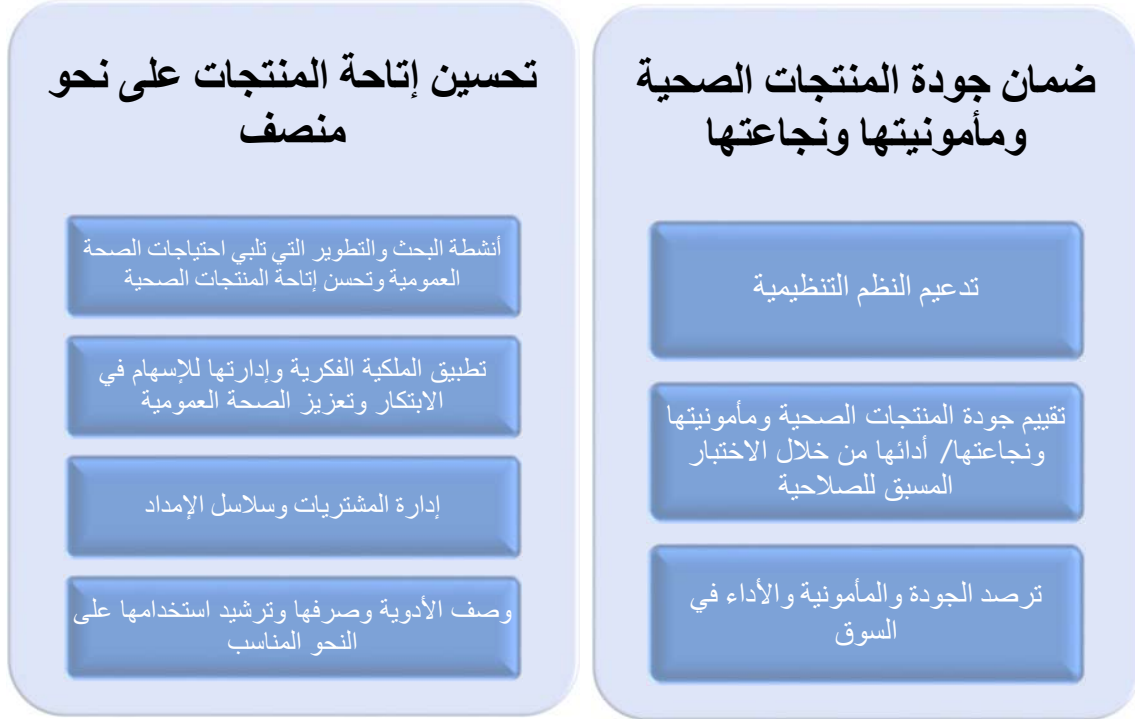 ضمان جودة المنتجات الصحية
ومأمونيتها ونجاعتها
تدعيم النظم التنظيمية
تقييم جودة المنتجات الصحية ومأمونيتها
ونجاعتها/ أدائها من خلال الاختبار
المسبق للصلاحية
ترصد الجودة والمأمونية والأداء في
السوق
تحسين إتاحة المنتجات على نحو
منصف
أنشطة البحث والتطوير التي تلبي احتياجات الصحة
العمومية وتحسن إتاحة المنتجات الصحية
تطبيق الملكية الفكرية وإدارتها للإسهام في
الابتكار وتعزيز الصحة العمومية
إدارة المشتريات وسلاسل الإمداد
وصف الأدوية وصرفها وترشيد استخدامها على
النحو المناسب